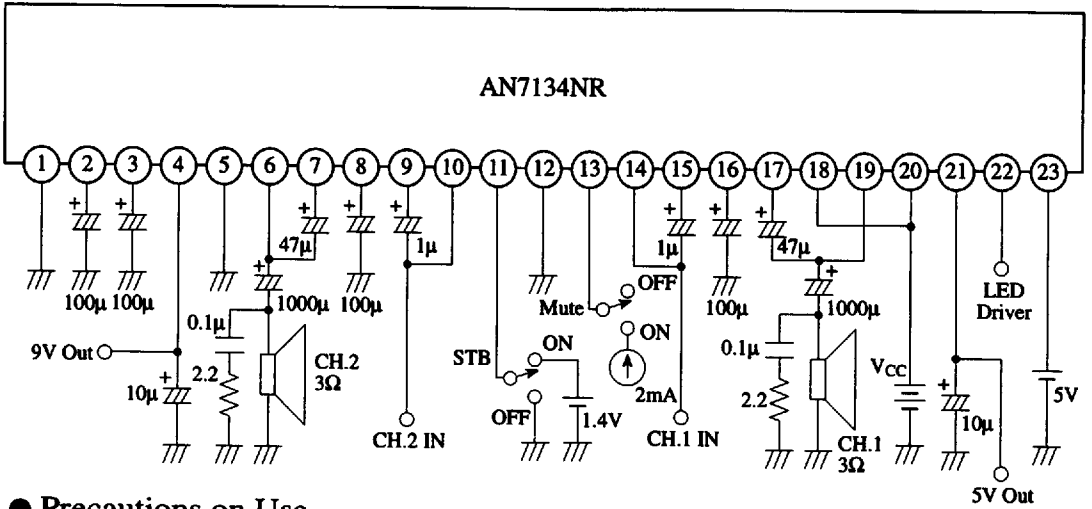 AN7134NR
1 2 3 4 5 6 7 8 9 10 11 12 13 14 15 16 17 18 19 20 21 22 23
+ + + + + + + + +
47μ 1μ 1μ 47μ
100μ 100μ + 1000μ 100μ 100μ + 1000μ
OFF
Mute
ON
2mA
LED
Driver
0.1μ 0.1μ
9V Out
STB ON
VCC
5V
+ 10μ 2.2 CH.2
3Ω
OFF 1.4V
2.2 + 10μ
CH.2 IN CH.1 IN CH.1
3Ω
5V Out
● Precautions on Use